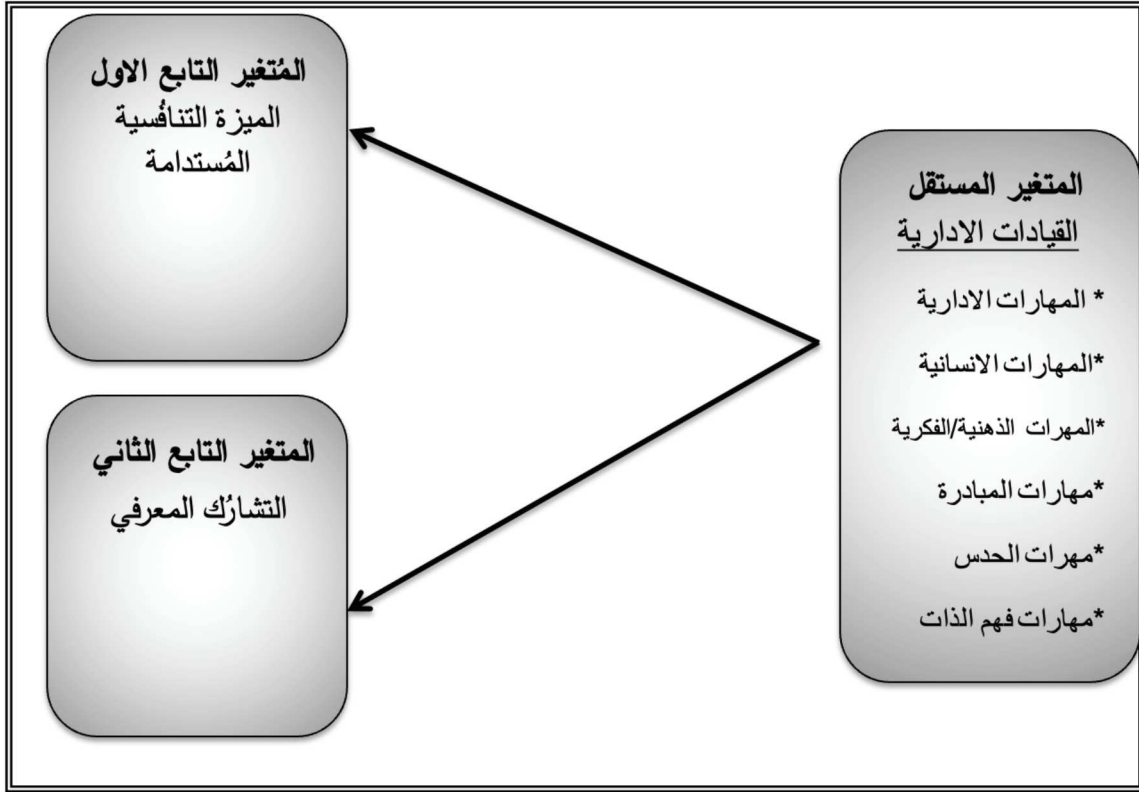 المتغير المستقل
القيادات الادارية
* المهارات الادارية
*المهارات الانسانية
*المهرات الذهنية/الفكرية
*مهارات المبادرة
*مهرات الحدس
*مهارات فهم الذات
المُتغير التابع الاول
الميزة التنافُسية
المُستدامة
المتغير التابع الثاني
التشارُك المعرفي